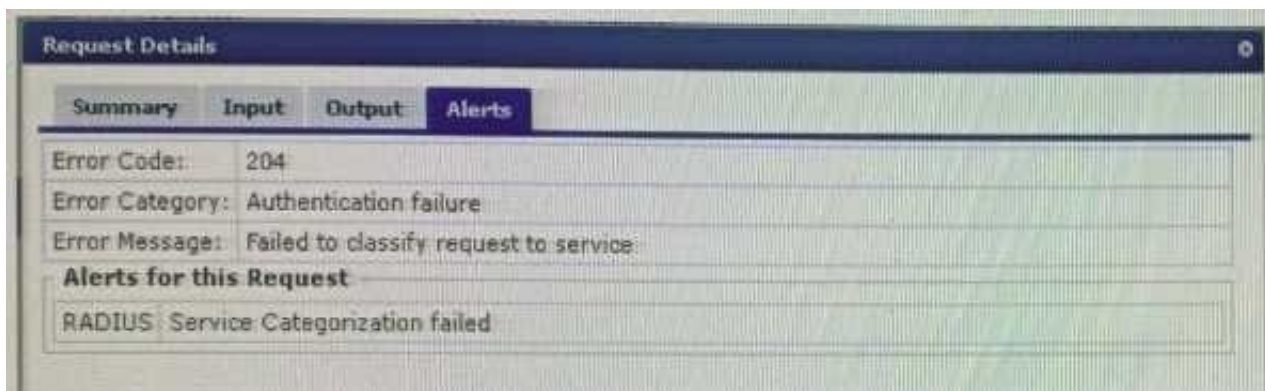 Request Details
Summary Input Output Alerts
Error Code: 204
Error Category: Authentication failure
Error Message: Failed to classify request to service
Alerts for this Request
RADIUS Service Categorization failed